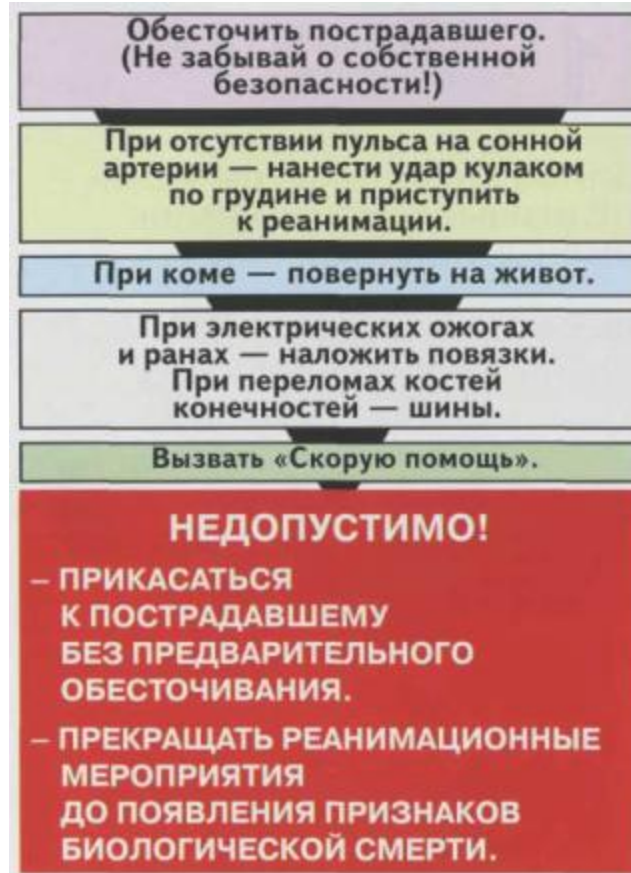 Обесточить пострадавшего.
(Не забывай о собственной
безопасности!)
При отсутствии пульса на сонной
артерии — нанести удар кулаком
по грудине и приступить
к реанимации.
При коме — повернуть на живот.
При электрических ожогах
и ранах — наложить повязки.
При переломах костей
конечностей — шины.
Вызвать «Скорую помощь».
НЕДОПУСТИМО!
– ПРИКАСАТЬСЯ
К ПОСТРАДАВШЕМУ
БЕЗ ПРЕДВАРИТЕЛЬНОГО
ОБЕСТОЧИВАНИЯ.
– ПРЕКРАЩАТЬ РЕАНИМАЦИОННЫЕ
МЕРОПРИЯТИЯ
ДО ПОЯВЛЕНИЯ ПРИЗНАКОВ
БИОЛОГИЧЕСКОЙ СМЕРТИ.